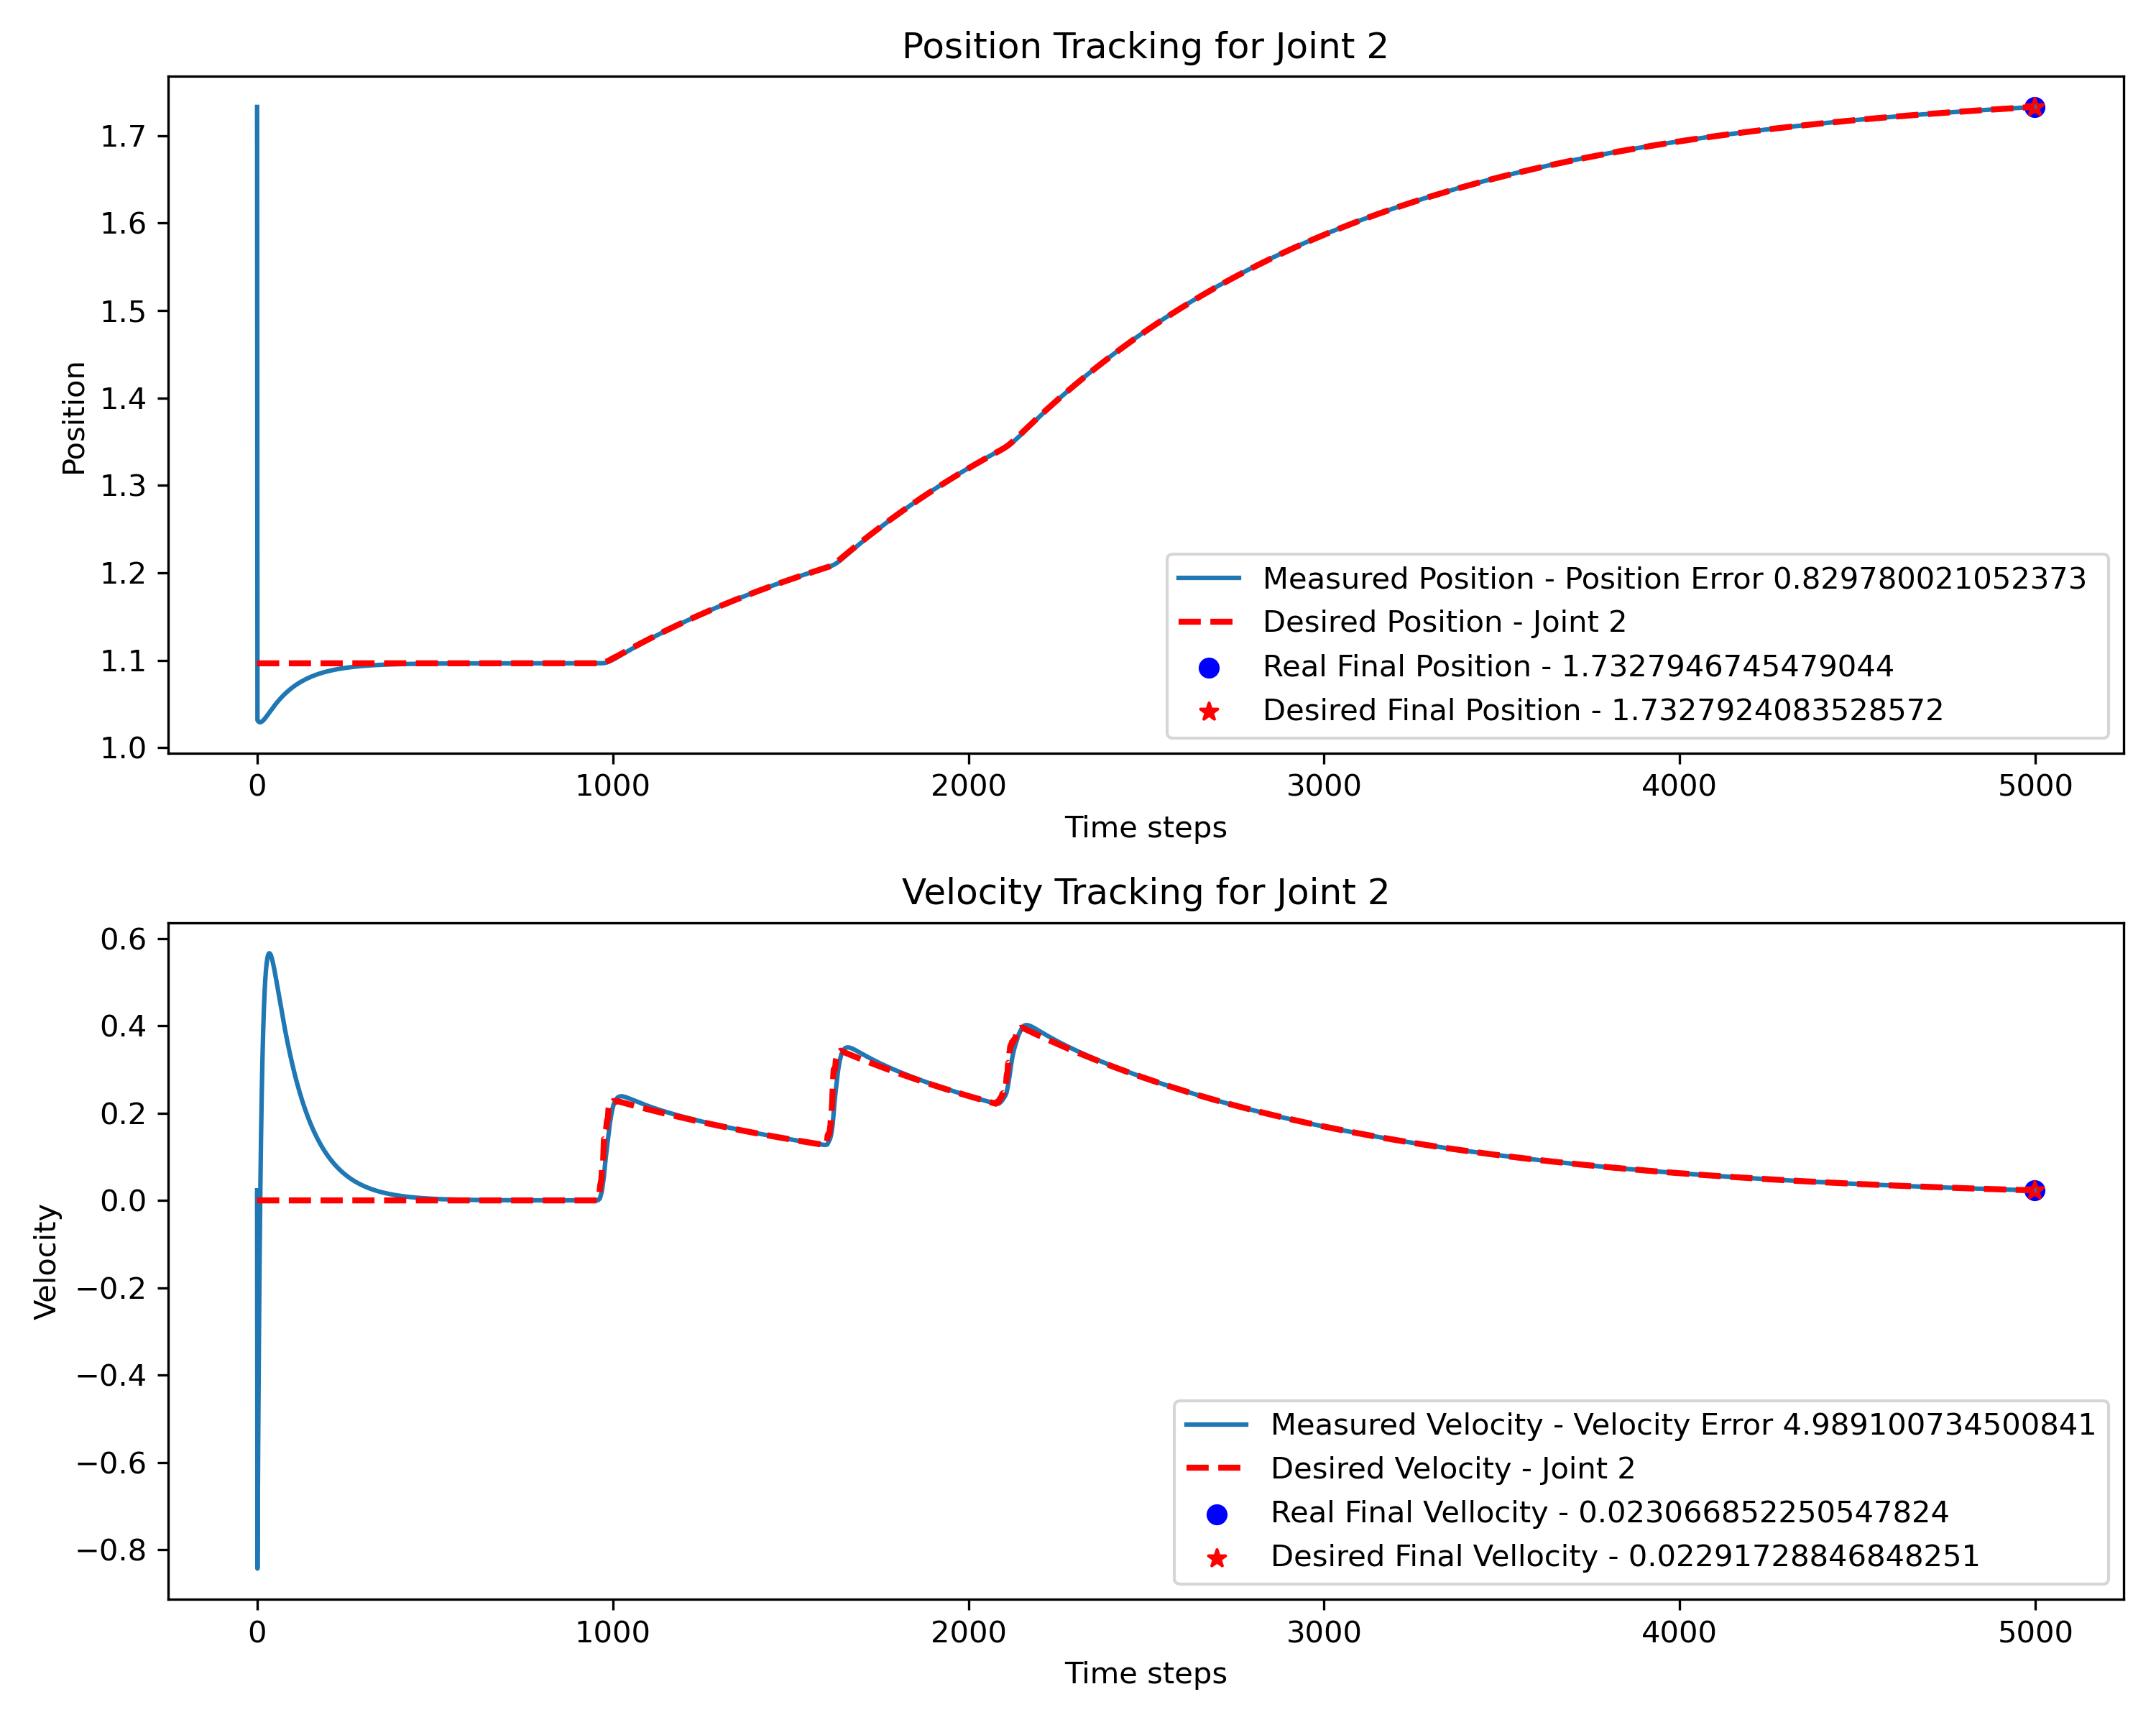 Position Tracking for Joint 2
1.7
1.6
1.5
1.4
1.3
1.2
1.1
1.0
Position
Measured Position - Position Error 0.829780021052373
Desired Position - Joint 2
Real Final Position - 1.7327946745479044
Desired Final Position - 1.7327924083528572
0 1000 2000 3000 4000 5000
Time steps
Velocity Tracking for Joint 2
0.6
0.4
0.2
0.0
−0.2
−0.4
−0.6
−0.8
Velocity
Measured Velocity - Velocity Error 4.989100734500841
Desired Velocity - Joint 2
Real Final Vellocity - 0.023066852250547824
Desired Final Vellocity - 0.02291728846848251
0 1000 2000 3000 4000 5000
Time steps